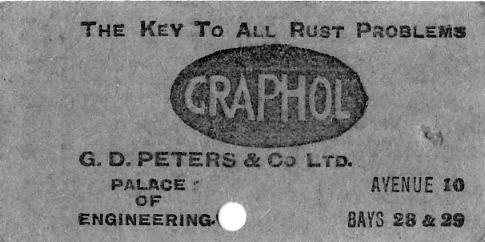 THE KEY TO ALL RUST PROBLEMS
GRAPHOL
G. D. PETERS & Co LTD.
PALACE
OF
ENGINEERING.
AVENUE 10
BAYS 28 & 29